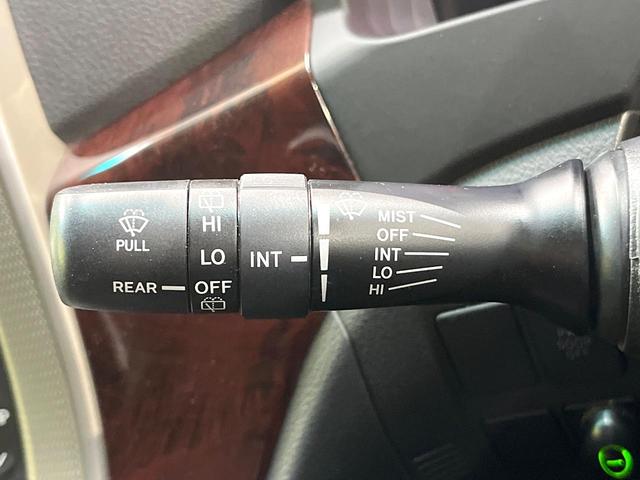 PULL
REAR
HI
LO
OFF
INT
MIST
OFF
INT
LO
HI